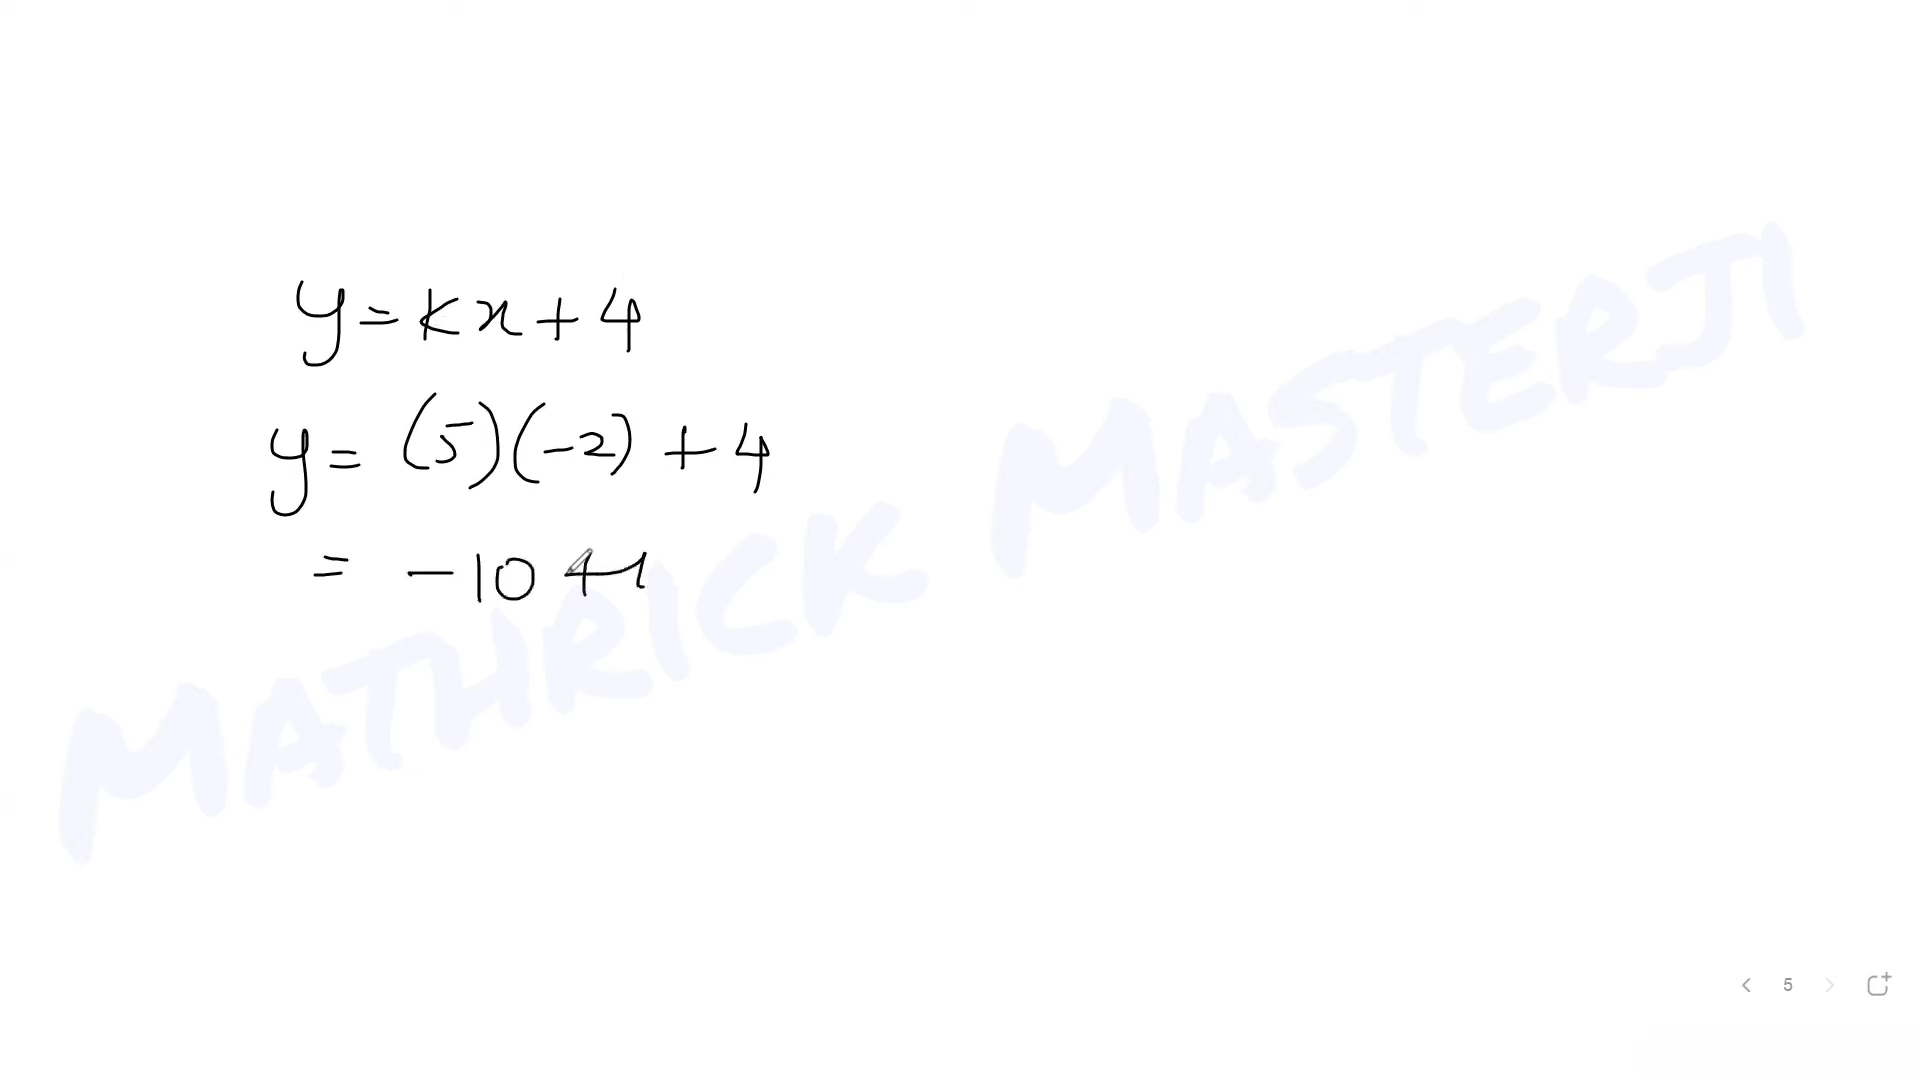 y = kx + 4
y = (5)(-2) + 4
= -10 +
MATHRICK MASTERJI
5